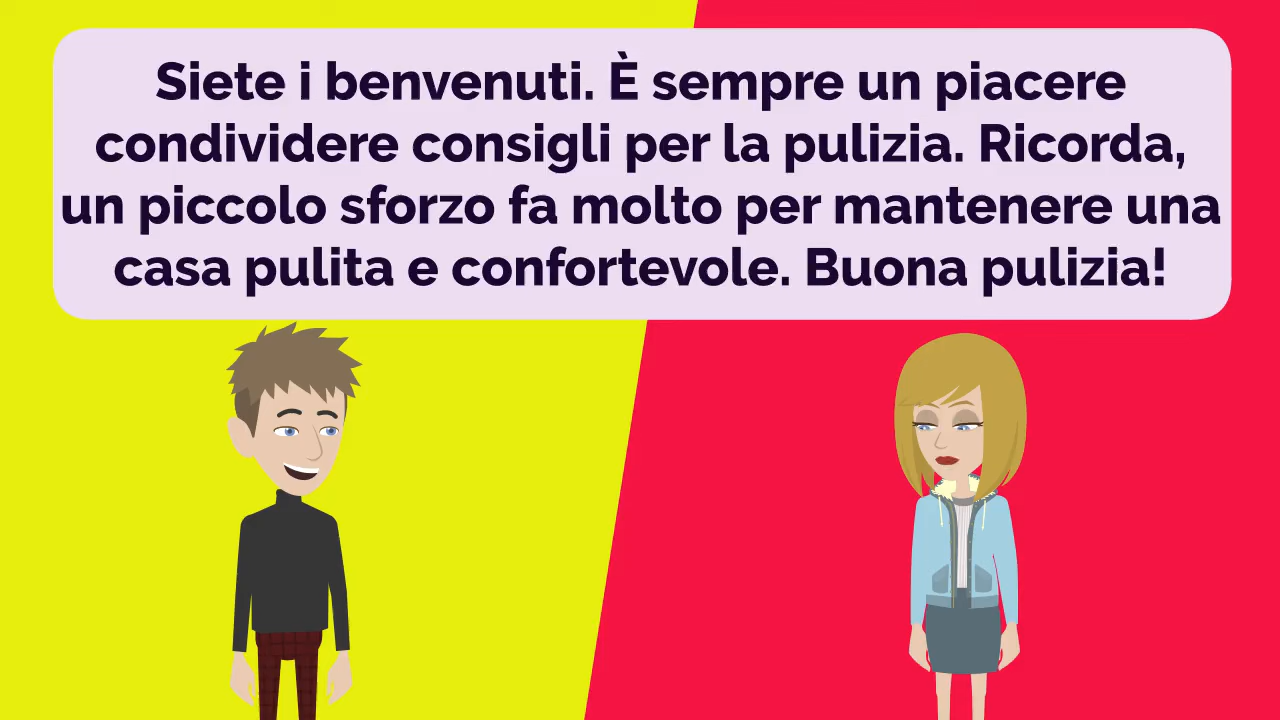 Siete i benvenuti. È sempre un piacere
condividere consigli per la pulizia. Ricorda,
un piccolo sforzo fa molto per mantenere una
casa pulita e confortevole. Buona pulizia!